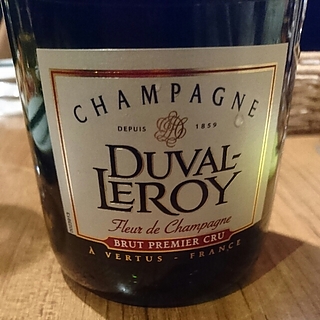 CHAMPAGNE
DEPUIS 1859
DUVAL-
LEROY
Fleur de Champagne
BRUT PREMIER CRU
À VERTUS - FRANCE